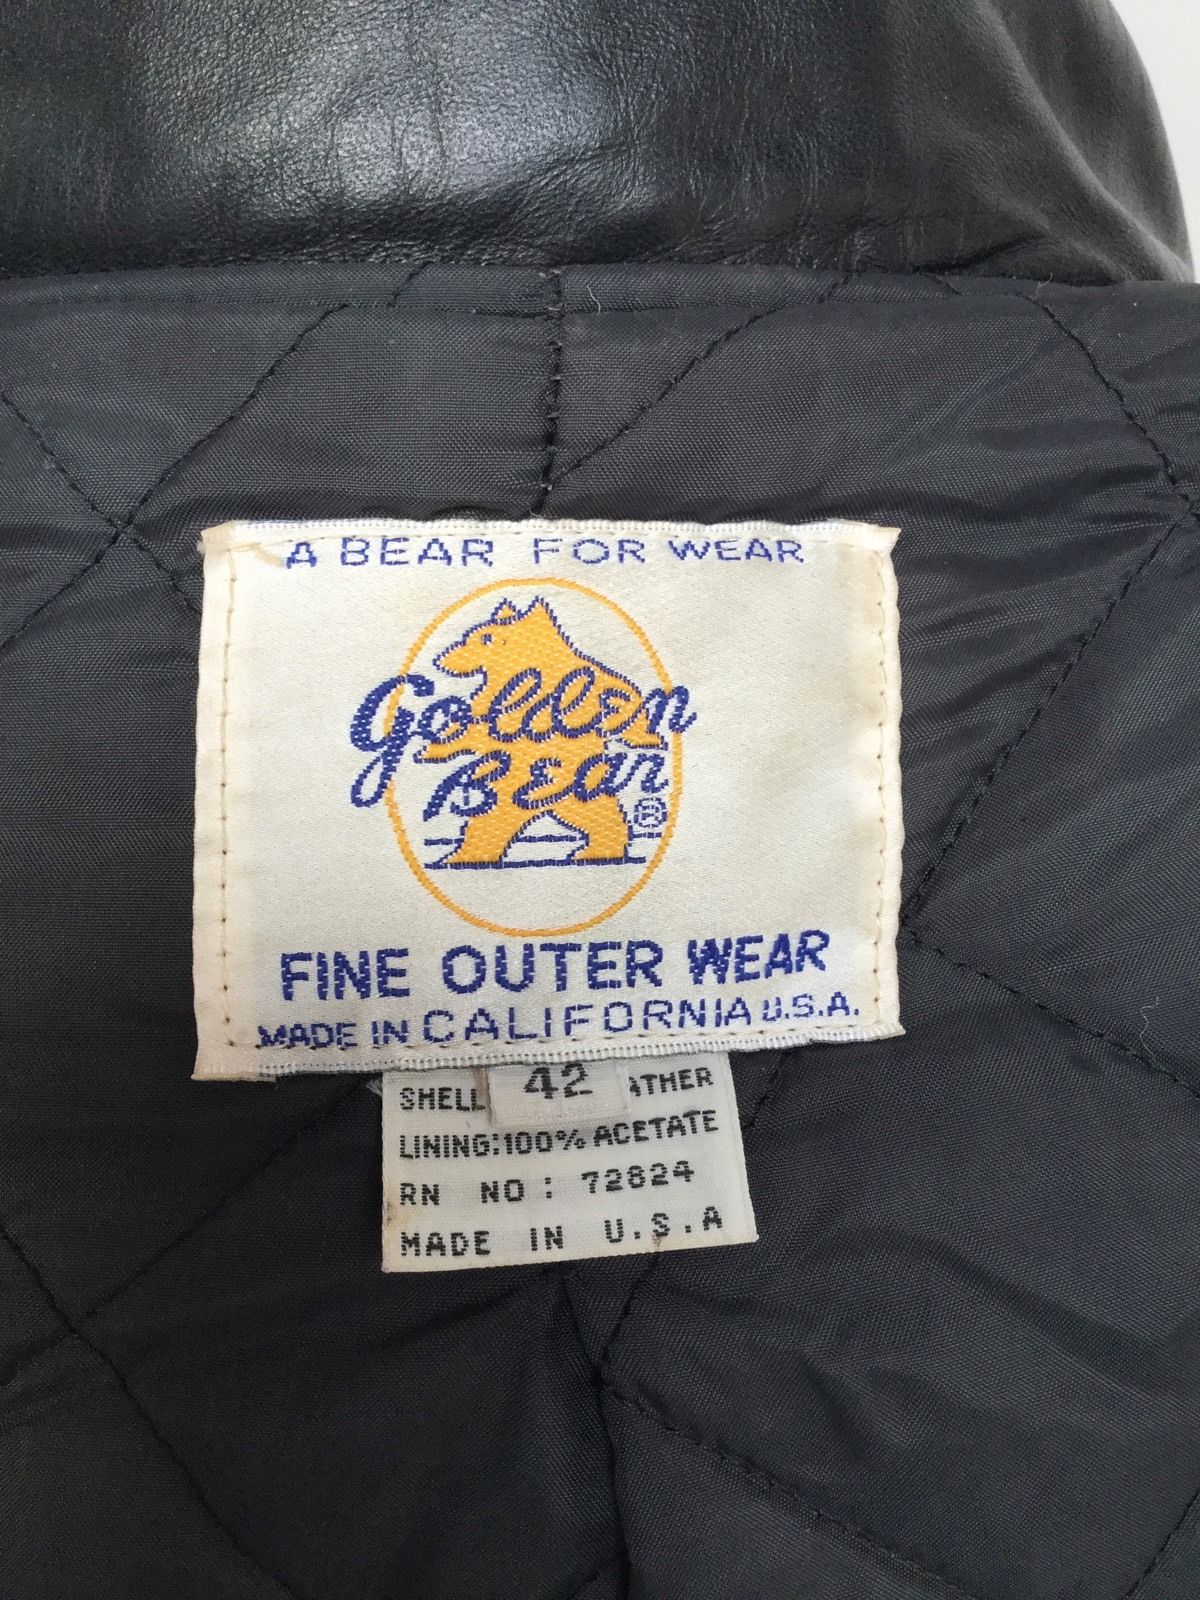 A BEAR FOR WEAR
Golden
Bear
®
FINE OUTER WEAR
MADE IN CALIFORNIA U.S.A.
SHELL 42 ATHER
LINING:100% ACETATE
RN NO: 72824
MADE IN U.S.A